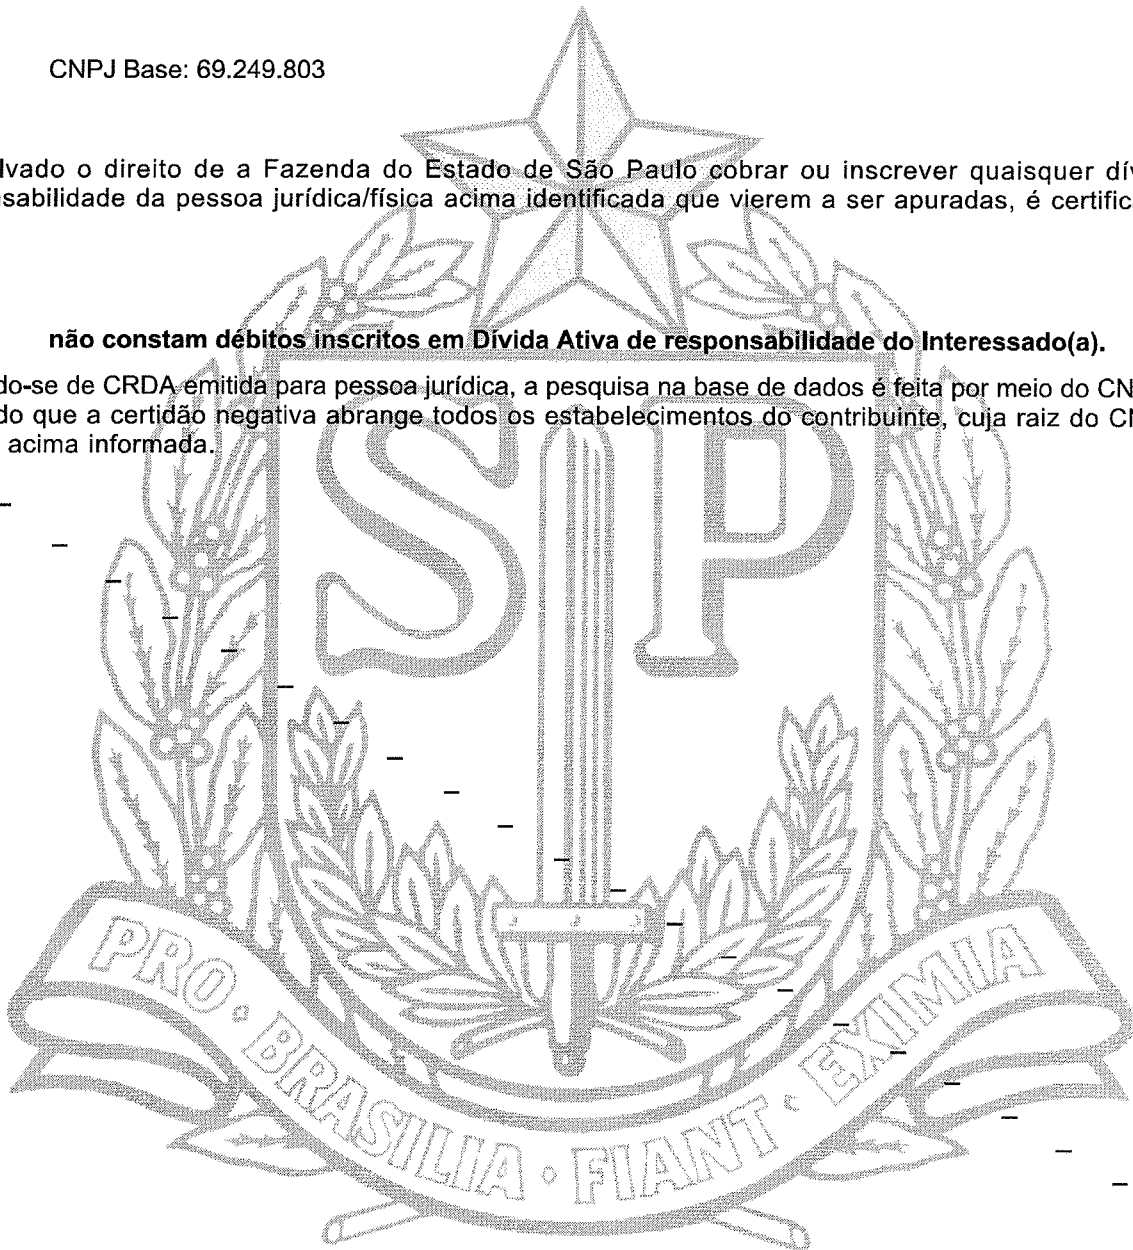 CNPJ Base: 69.249.803
lvado o direito de a Fazenda do Estado de São Paulo cobrar ou inscrever quaisquer dív
sabilidade da pessoa jurídica/física acima identificada que vierem a ser apuradas, é certific
não constam débitos inscritos em Dívida Ativa de responsabilidade do Interessado(a).
do-se de CRDA emitida para pessoa jurídica, a pesquisa na base de dados é feita por meio do CN
do que a certidão negativa abrange todos os estabelecimentos do contribuinte, cuja raiz do CN
acima informada.
SP
PRO • BRASILIA • FIANT • EXIMIA